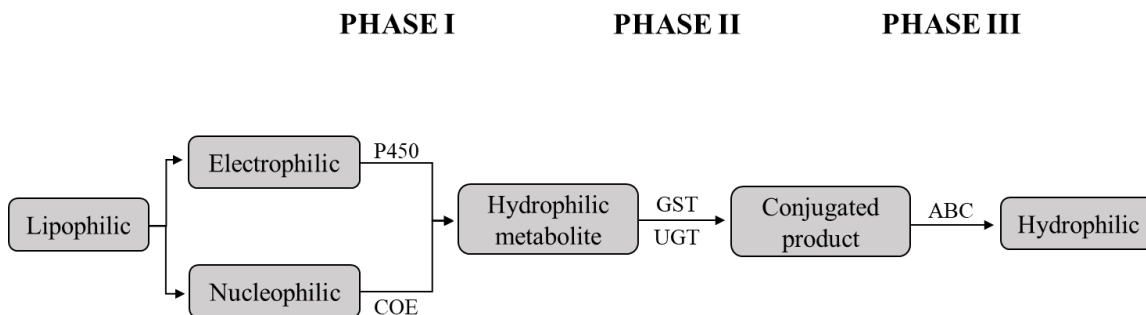 PHASE I
PHASE II
PHASE III
Lipophilic
Electrophilic
P450
Nucleophilic
COE
Hydrophilic
metabolite
GST
UGT
Conjugated
product
ABC
Hydrophilic